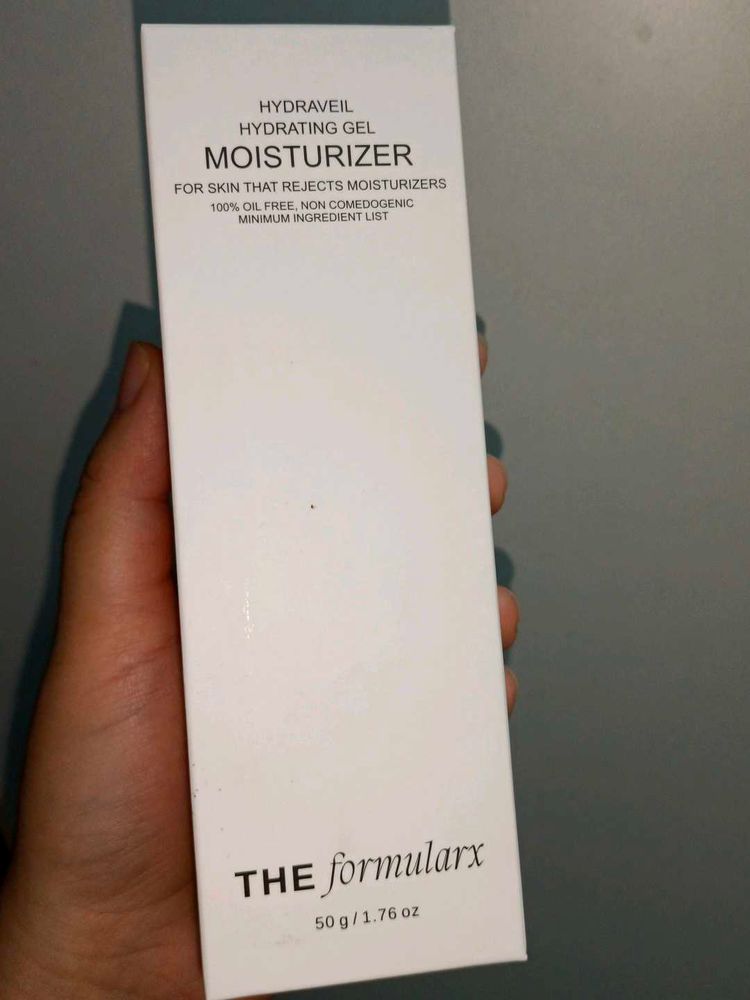 HYDRAVEIL
HYDRATING GEL
MOISTURIZER
FOR SKIN THAT REJECTS MOISTURIZERS
100% OIL FREE, NON COMEDOGENIC
MINIMUM INGREDIENT LIST
THE formularx
50 g / 1.76 oz